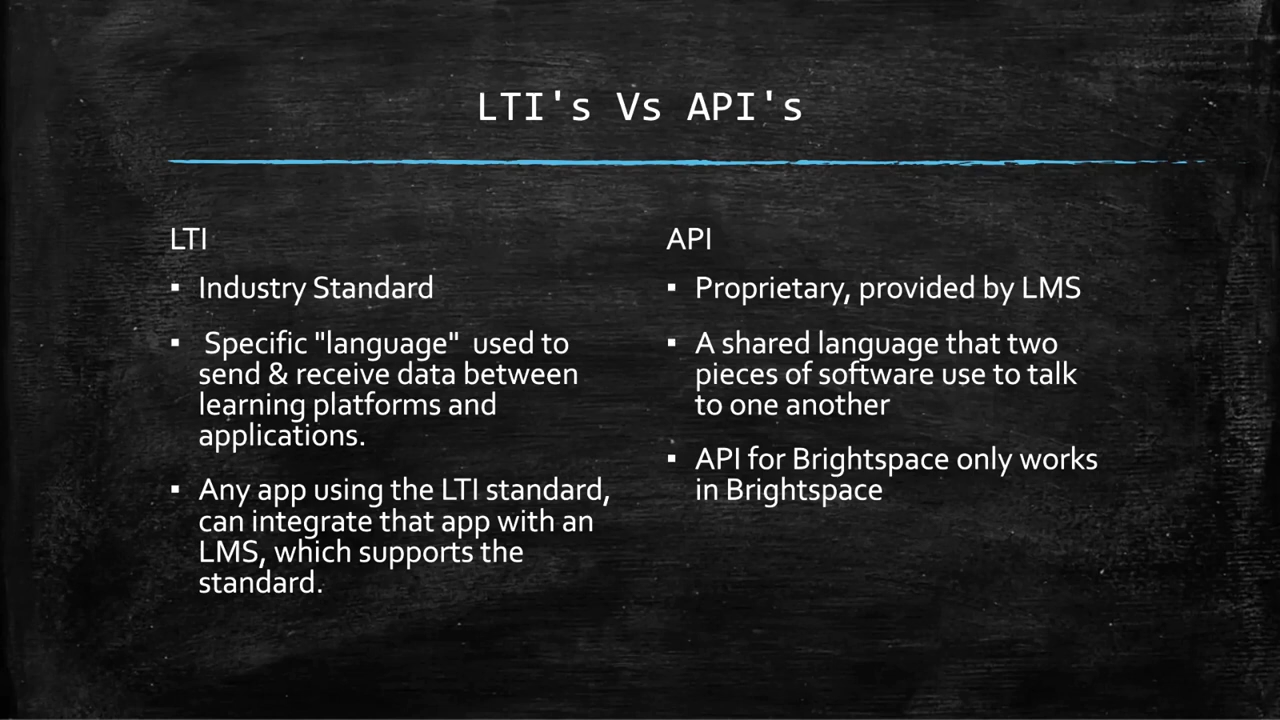 LTI's Vs API's
LTI
▪ Industry Standard
▪ Specific "language"  used to
send & receive data between
learning platforms and
applications.
▪ Any app using the LTI standard,
can integrate that app with an
LMS, which supports the
standard.
API
▪ Proprietary, provided by LMS
▪ A shared language that two
pieces of software use to talk
to one another
▪ API for Brightspace only works
in Brightspace